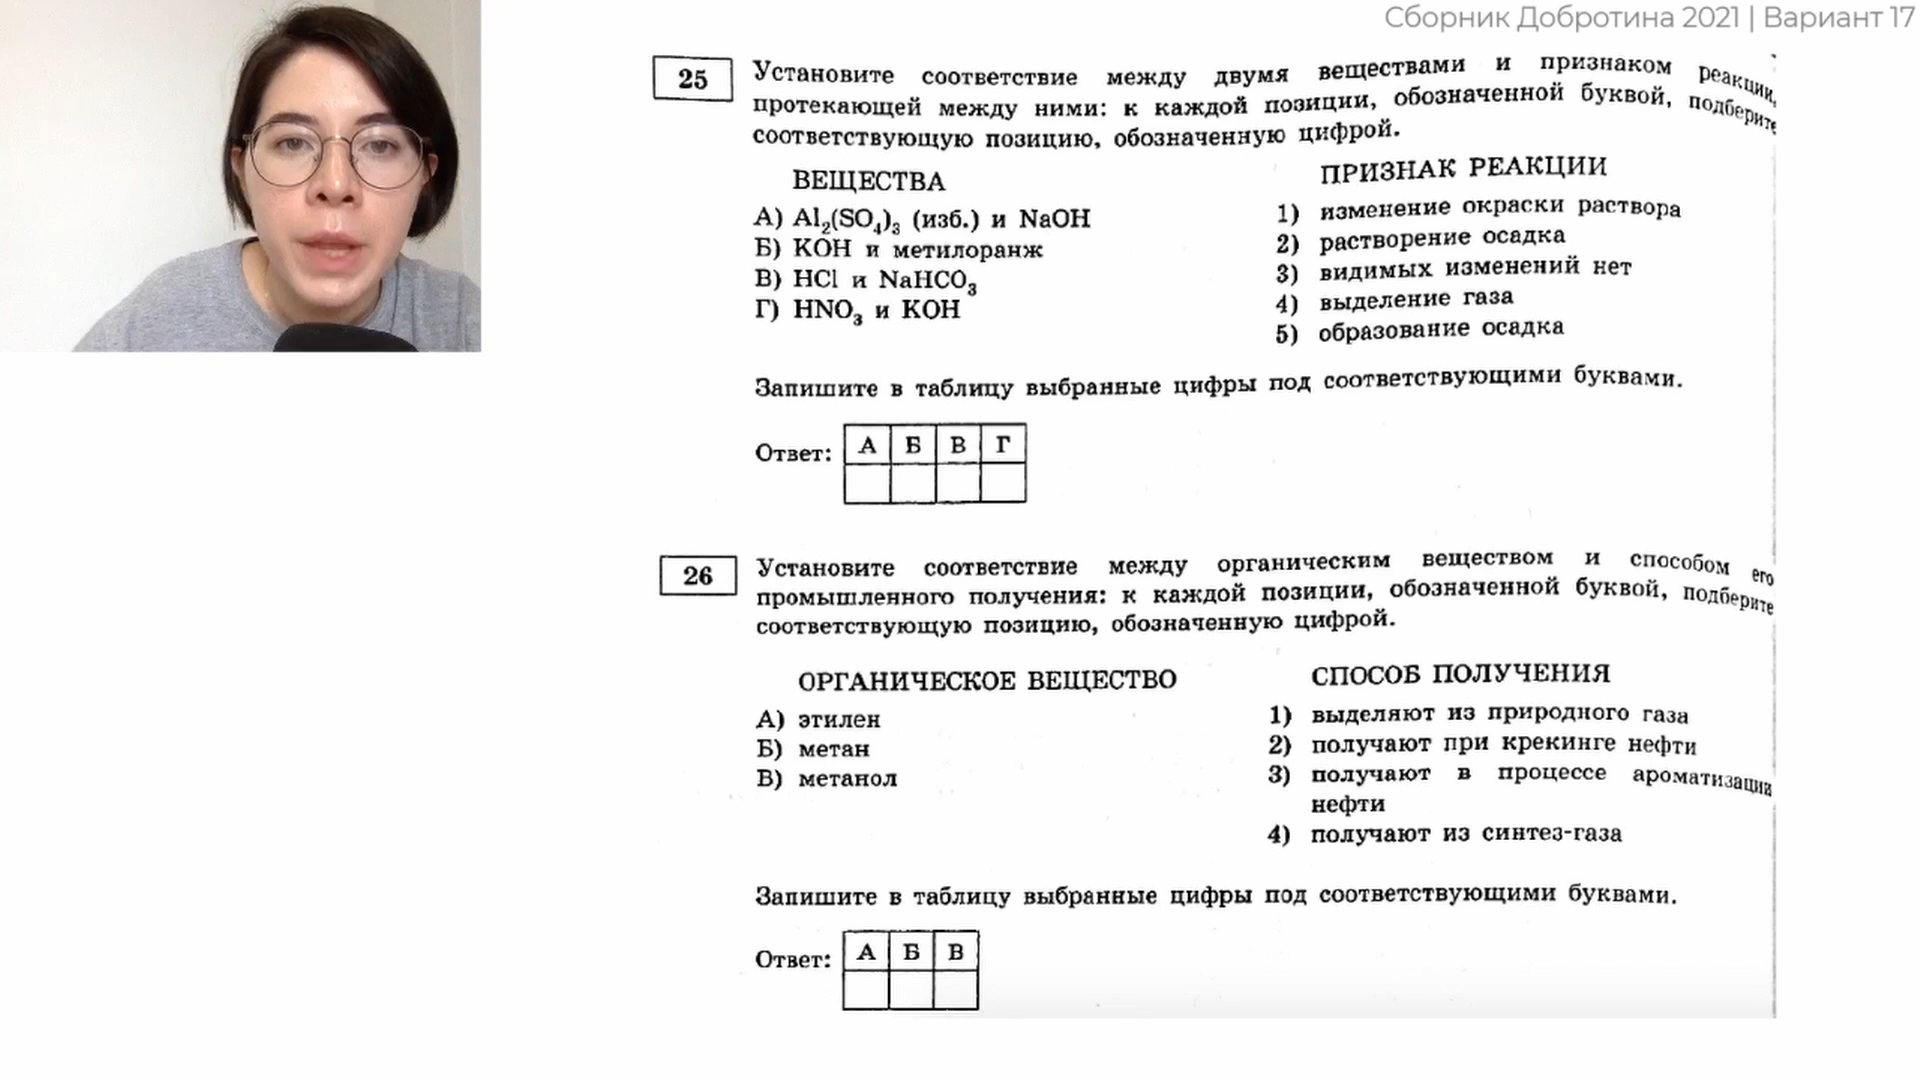 Сборник Добротина 2021 | Вариант 17
25
Установите соответствие между двумя веществами и признаком реакции,
протекающей между ними: к каждой позиции, обозначенной буквой, подберите
соответствующую позицию, обозначенную цифрой.
ВЕЩЕСТВА
А) Al₂(SO₄)₃ (изб.) и NaOH
Б) KOH и метилоранж
В) HCl и NaHCO₃
Г) HNO₃ и KOH
ПРИЗНАК РЕАКЦИИ
1) изменение окраски раствора
2) растворение осадка
3) видимых изменений нет
4) выделение газа
5) образование осадка
Запишите в таблицу выбранные цифры под соответствующими буквами.
Ответ:
А Б В Г
26
Установите соответствие между органическим веществом и способом его
промышленного получения: к каждой позиции, обозначенной буквой, подберите
соответствующую позицию, обозначенную цифрой.
ОРГАНИЧЕСКОЕ ВЕЩЕСТВО
А) этилен
Б) метан
В) метанол
СПОСОБ ПОЛУЧЕНИЯ
1) выделяют из природного газа
2) получают при крекинге нефти
3) получают в процессе ароматизации
нефти
4) получают из синтез-газа
Запишите в таблицу выбранные цифры под соответствующими буквами.
Ответ:
А Б В